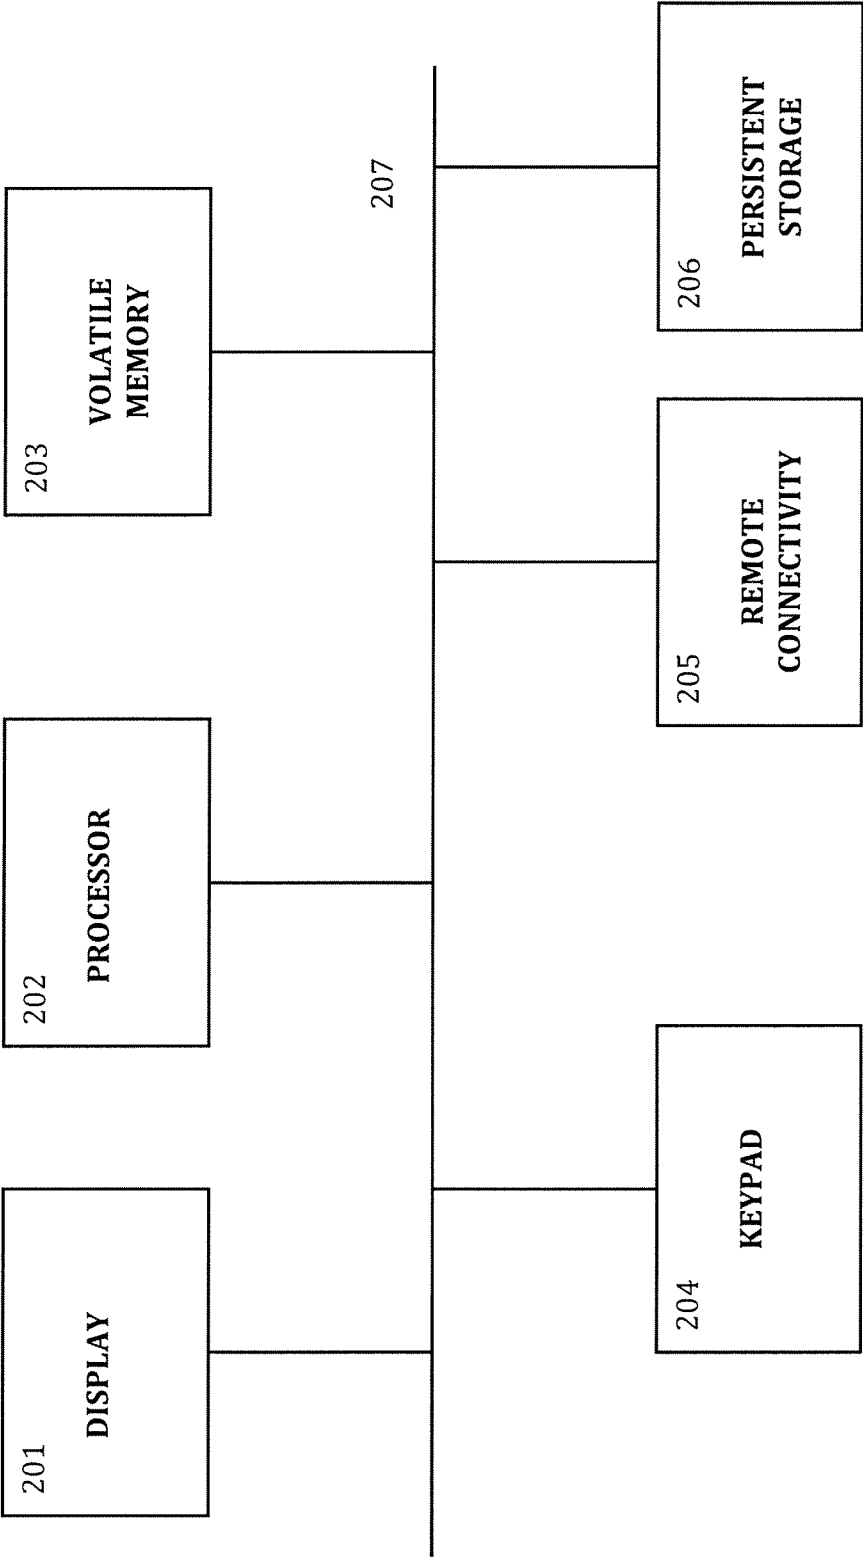 201
DISPLAY
202
PROCESSOR
203
VOLATILE
MEMORY
207
204
KEYPAD
205
REMOTE
CONNECTIVITY
206
PERSISTENT
STORAGE